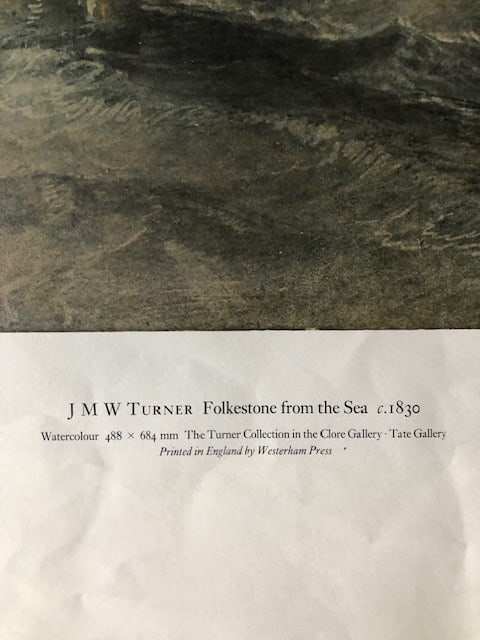 J M W TURNER Folkestone from the Sea c.1830
Watercolour 488 × 684 mm The Turner Collection in the Clore Gallery · Tate Gallery
Printed in England by Westerham Press